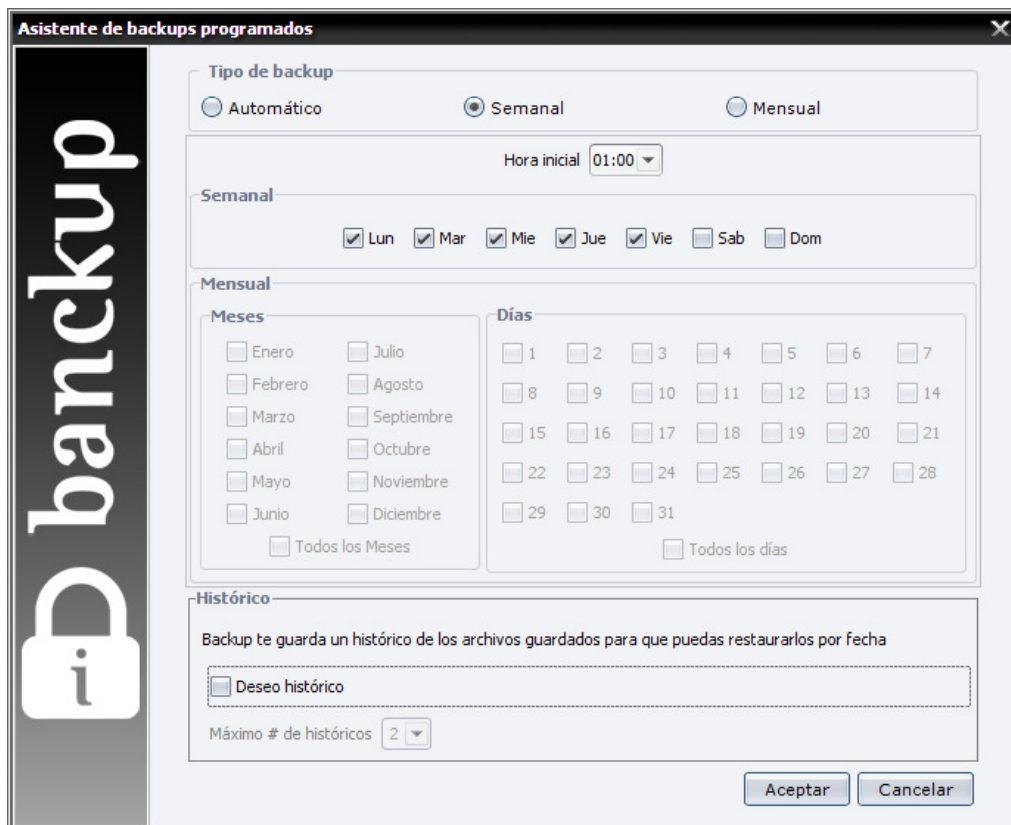 Asistente de backups programados
banckup
i
Tipo de backup
Automático Semanal Mensual
Hora inicial 01:00
Semanal
Lun Mar Mie Jue Vie Sab Dom
Mensual
Meses
Enero Julio
Febrero Agosto
Marzo Septiembre
Abril Octubre
Mayo Noviembre
Junio Diciembre
Todos los Meses
Días
1 2 3 4 5 6 7
8 9 10 11 12 13 14
15 16 17 18 19 20 21
22 23 24 25 26 27 28
29 30 31
Todos los días
Histórico
Backup te guarda un histórico de los archivos guardados para que puedas restaurarlos por fecha
Deseo histórico
Máximo # de históricos 2
Aceptar Cancelar